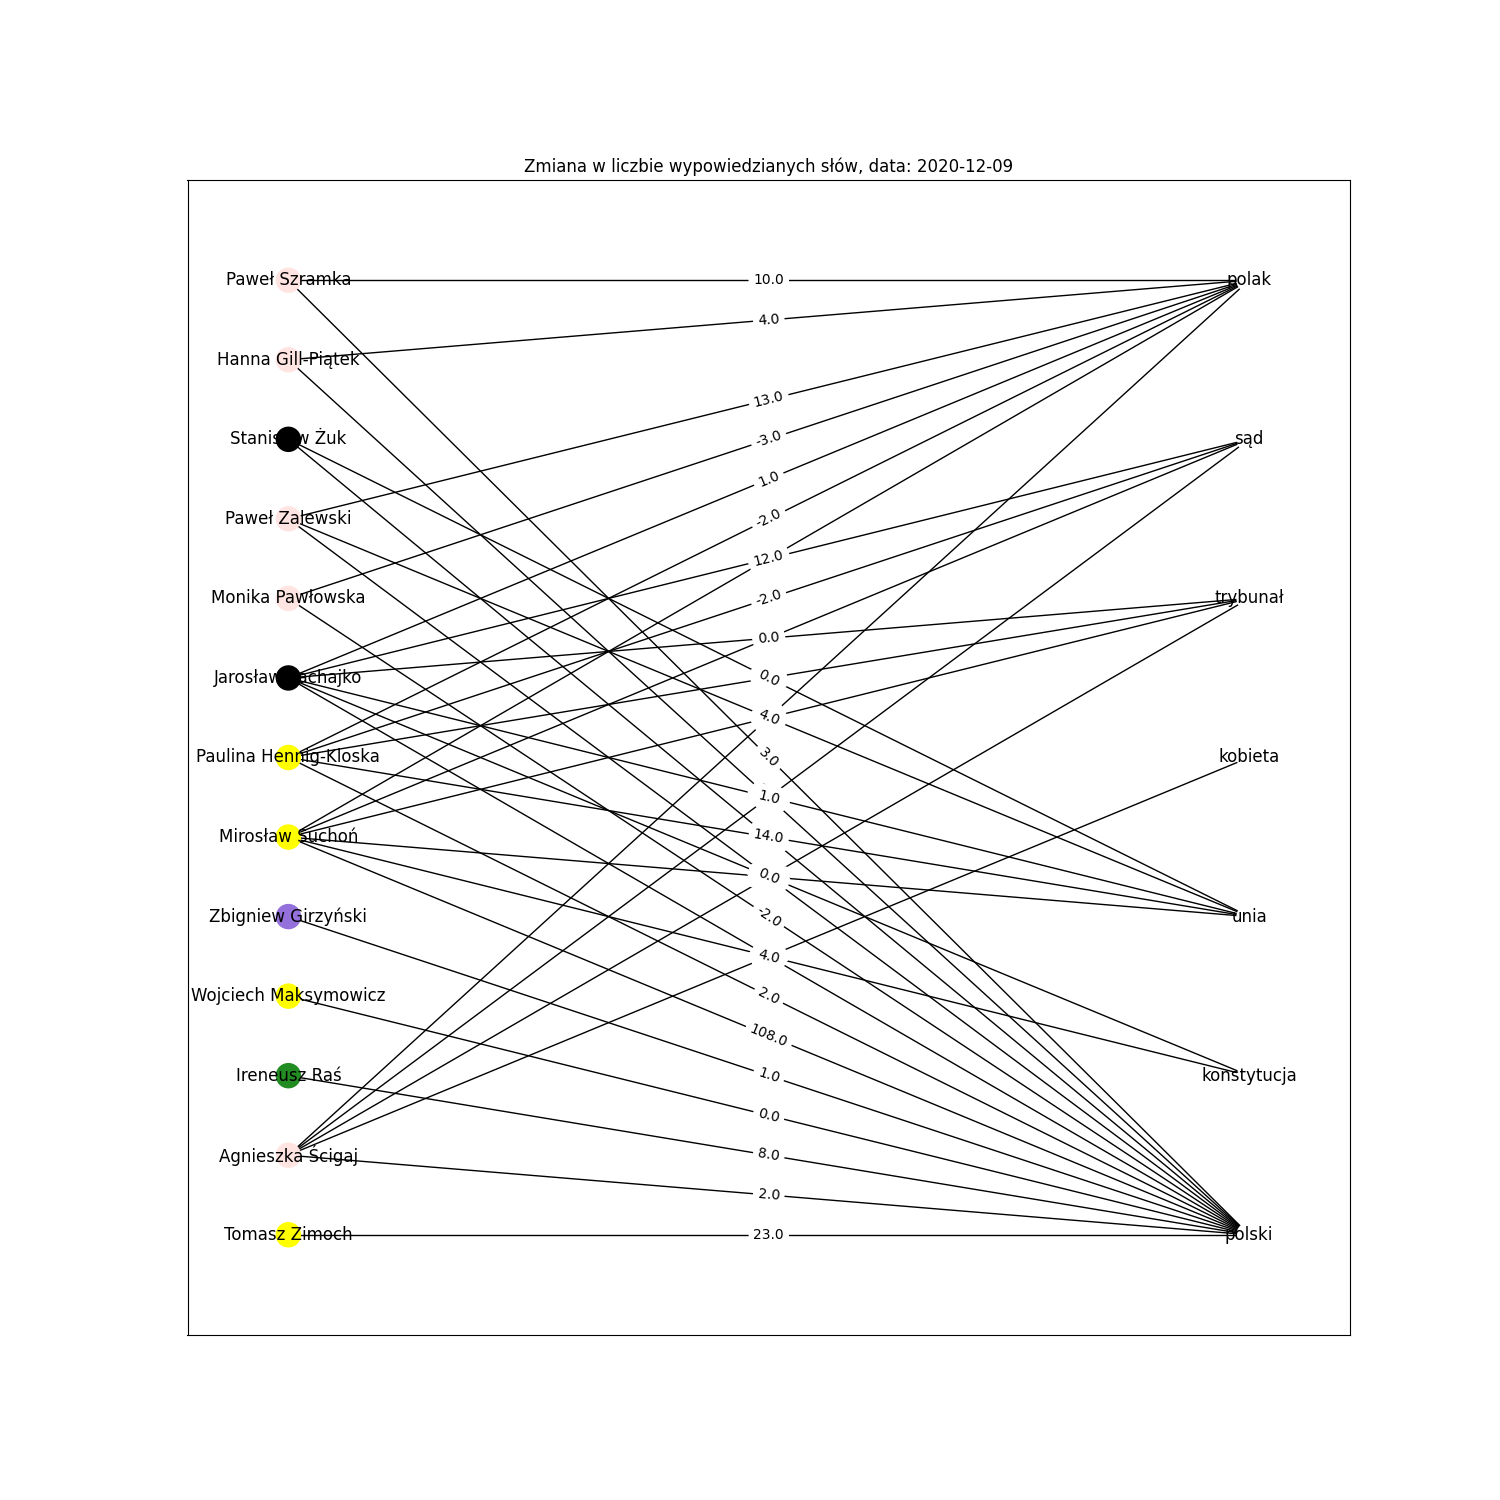 Zmiana w liczbie wypowiedzianych słów, data: 2020-12-09
Paweł Szramka
10.0
polak
4.0
Hanna Gill-Piątek
13.0
Stanisław Żuk
-3.0
sąd
1.0
Paweł Zalewski
-2.0
12.0
Monika Pawłowska
-2.0
trybunał
0.0
Jarosław Sachajko
0.0
4.0
Paulina Hennig-Kloska
3.0
kobieta
1.0
Mirosław Suchoń
14.0
0.0
Zbigniew Girzyński
-2.0
unia
4.0
Wojciech Maksymowicz
2.0
108.0
Ireneusz Raś
1.0
konstytucja
0.0
Agnieszka Ścigaj
8.0
2.0
Tomasz Zimoch
23.0
polski